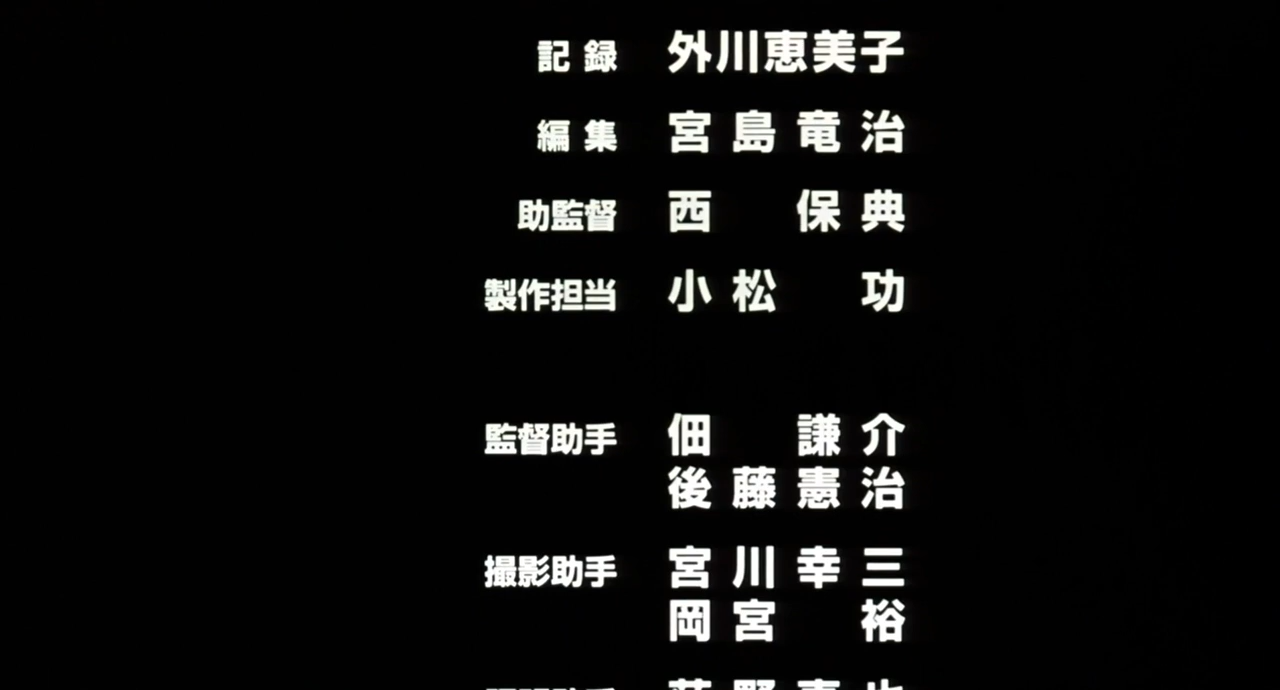 記録 外川恵美子
編集 宮島竜治
助監督 西 保典
製作担当 小松 功
監督助手 佃 謙介
後藤憲治
撮影助手 宮川幸三
岡宮 裕